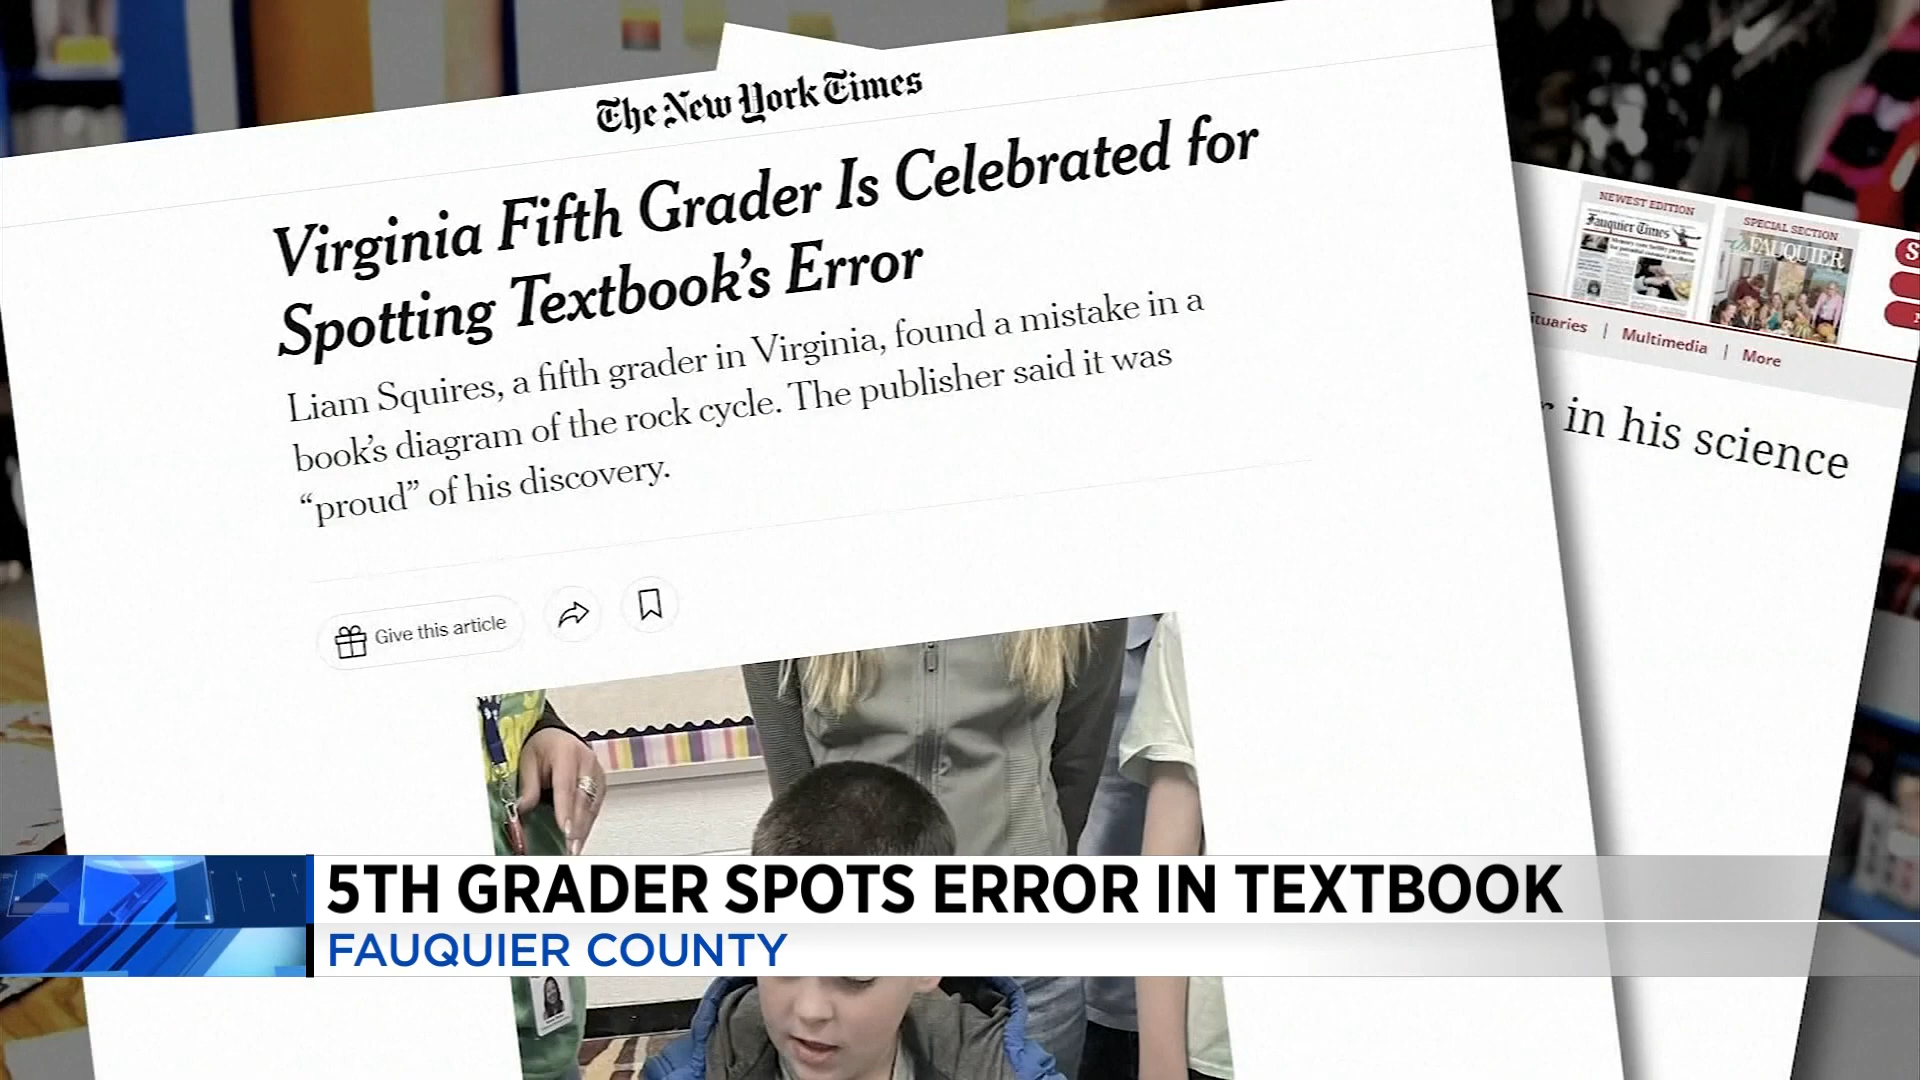 The New York Times
Virginia Fifth Grader Is Celebrated for
Spotting Textbook's Error
Liam Squires, a fifth grader in Virginia, found a mistake in a
book's diagram of the rock cycle. The publisher said it was
“proud” of his discovery.
Give this article
NEWEST EDITION
Fauquier Times
SPECIAL SECTION
FAUQUIER
Multimedia | More
in his science
5TH GRADER SPOTS ERROR IN TEXTBOOK
FAUQUIER COUNTY